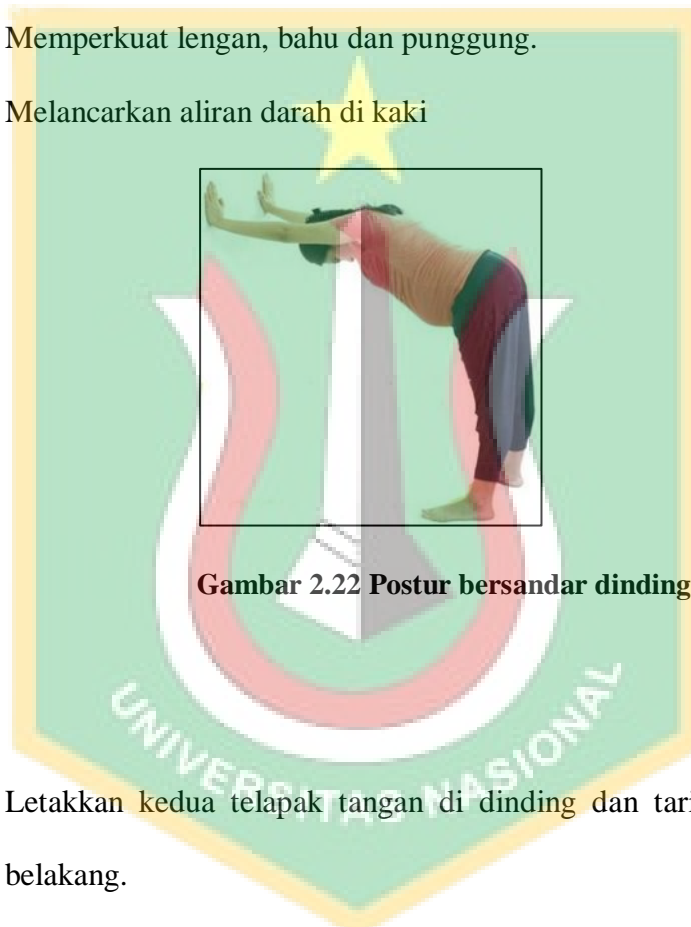 Memperkuat lengan, bahu dan punggung.
Melancarkan aliran darah di kaki
Gambar 2.22 Postur bersandar dinding
UNIVERSITAS NASIONAL
Letakkan kedua telapak tangan di dinding dan
belakang.